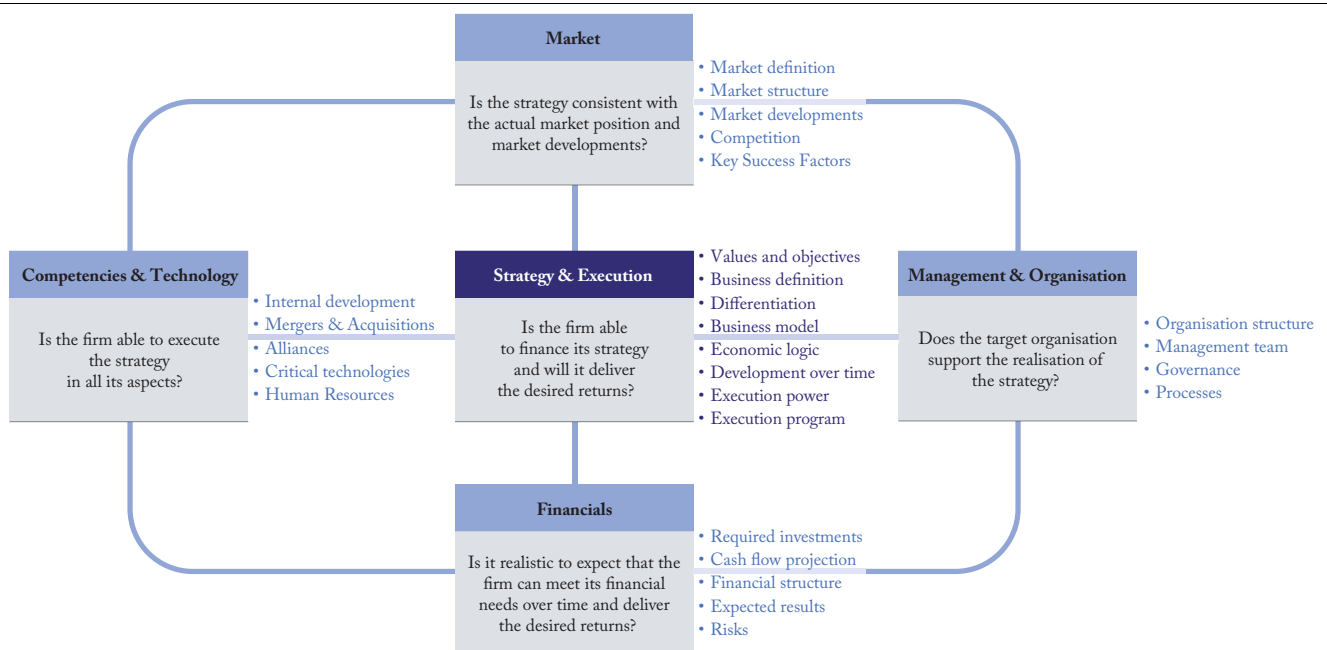 Market
Is the strategy consistent with
the actual market position and
market developments?
• Market definition
• Market structure
• Market developments
• Competition
• Key Success Factors
Competencies & Technology
Is the firm able to execute
the strategy
in all its aspects?
• Internal development
• Mergers & Acquisitions
• Alliances
• Critical technologies
• Human Resources
Strategy & Execution
Is the firm able
to finance its strategy
and will it deliver
the desired returns?
• Values and objectives
• Business definition
• Differentiation
• Business model
• Economic logic
• Development over time
• Execution power
• Execution program
Management & Organisation
Does the target organisation
support the realisation of
the strategy?
• Organisation structure
• Management team
• Governance
• Processes
Financials
Is it realistic to expect that the
firm can meet its financial
needs over time and deliver
the desired returns?
• Required investments
• Cash flow projection
• Financial structure
• Expected results
• Risks